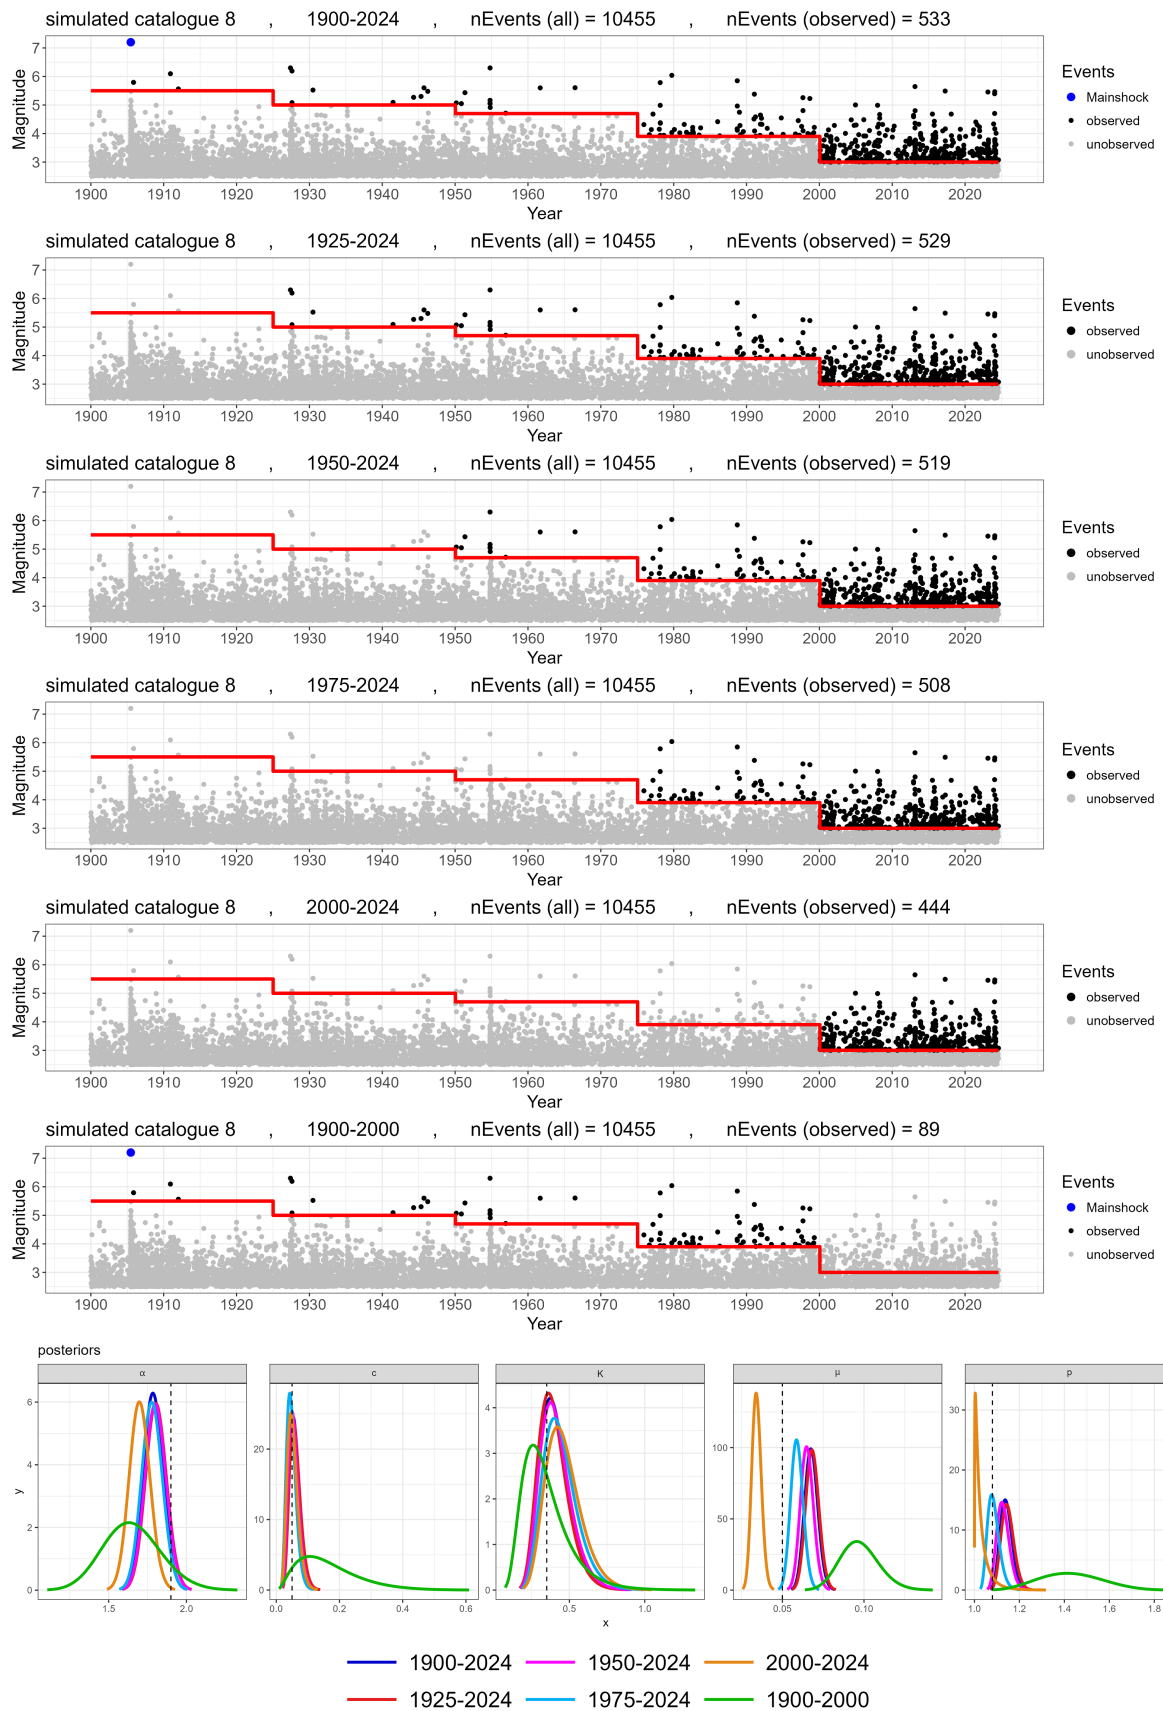 simulated catalogue 8 , 1900-2024 , nEvents (all) = 10455 , nEvents (observed) = 533
Magnitude
7
6
5
4
3
1900 1910 1920 1930 1940 1950 1960 1970 1980 1990 2000 2010 2020
Year
Events
Mainshock
observed
unobserved
simulated catalogue 8 , 1925-2024 , nEvents (all) = 10455 , nEvents (observed) = 529
Magnitude
7
6
5
4
3
1900 1910 1920 1930 1940 1950 1960 1970 1980 1990 2000 2010 2020
Year
Events
observed
unobserved
simulated catalogue 8 , 1950-2024 , nEvents (all) = 10455 , nEvents (observed) = 519
Magnitude
7
6
5
4
3
1900 1910 1920 1930 1940 1950 1960 1970 1980 1990 2000 2010 2020
Year
Events
observed
unobserved
simulated catalogue 8 , 1975-2024 , nEvents (all) = 10455 , nEvents (observed) = 508
Magnitude
7
6
5
4
3
1900 1910 1920 1930 1940 1950 1960 1970 1980 1990 2000 2010 2020
Year
Events
observed
unobserved
simulated catalogue 8 , 2000-2024 , nEvents (all) = 10455 , nEvents (observed) = 444
Magnitude
7
6
5
4
3
1900 1910 1920 1930 1940 1950 1960 1970 1980 1990 2000 2010 2020
Year
Events
observed
unobserved
simulated catalogue 8 , 1900-2000 , nEvents (all) = 10455 , nEvents (observed) = 89
Magnitude
7
6
5
4
3
1900 1910 1920 1930 1940 1950 1960 1970 1980 1990 2000 2010 2020
Year
Events
Mainshock
observed
unobserved
posteriors
α c K μ p
y
6
4
2
0
1.5 2.0
20
10
0
0.0 0.2 0.4 0.6
4
3
2
1
0
0.5 1.0
100
50
0
0.05 0.10
30
20
10
0
1.0 1.2 1.4 1.6 1.8
x
1900-2024 1950-2024 2000-2024
1925-2024 1975-2024 1900-2000